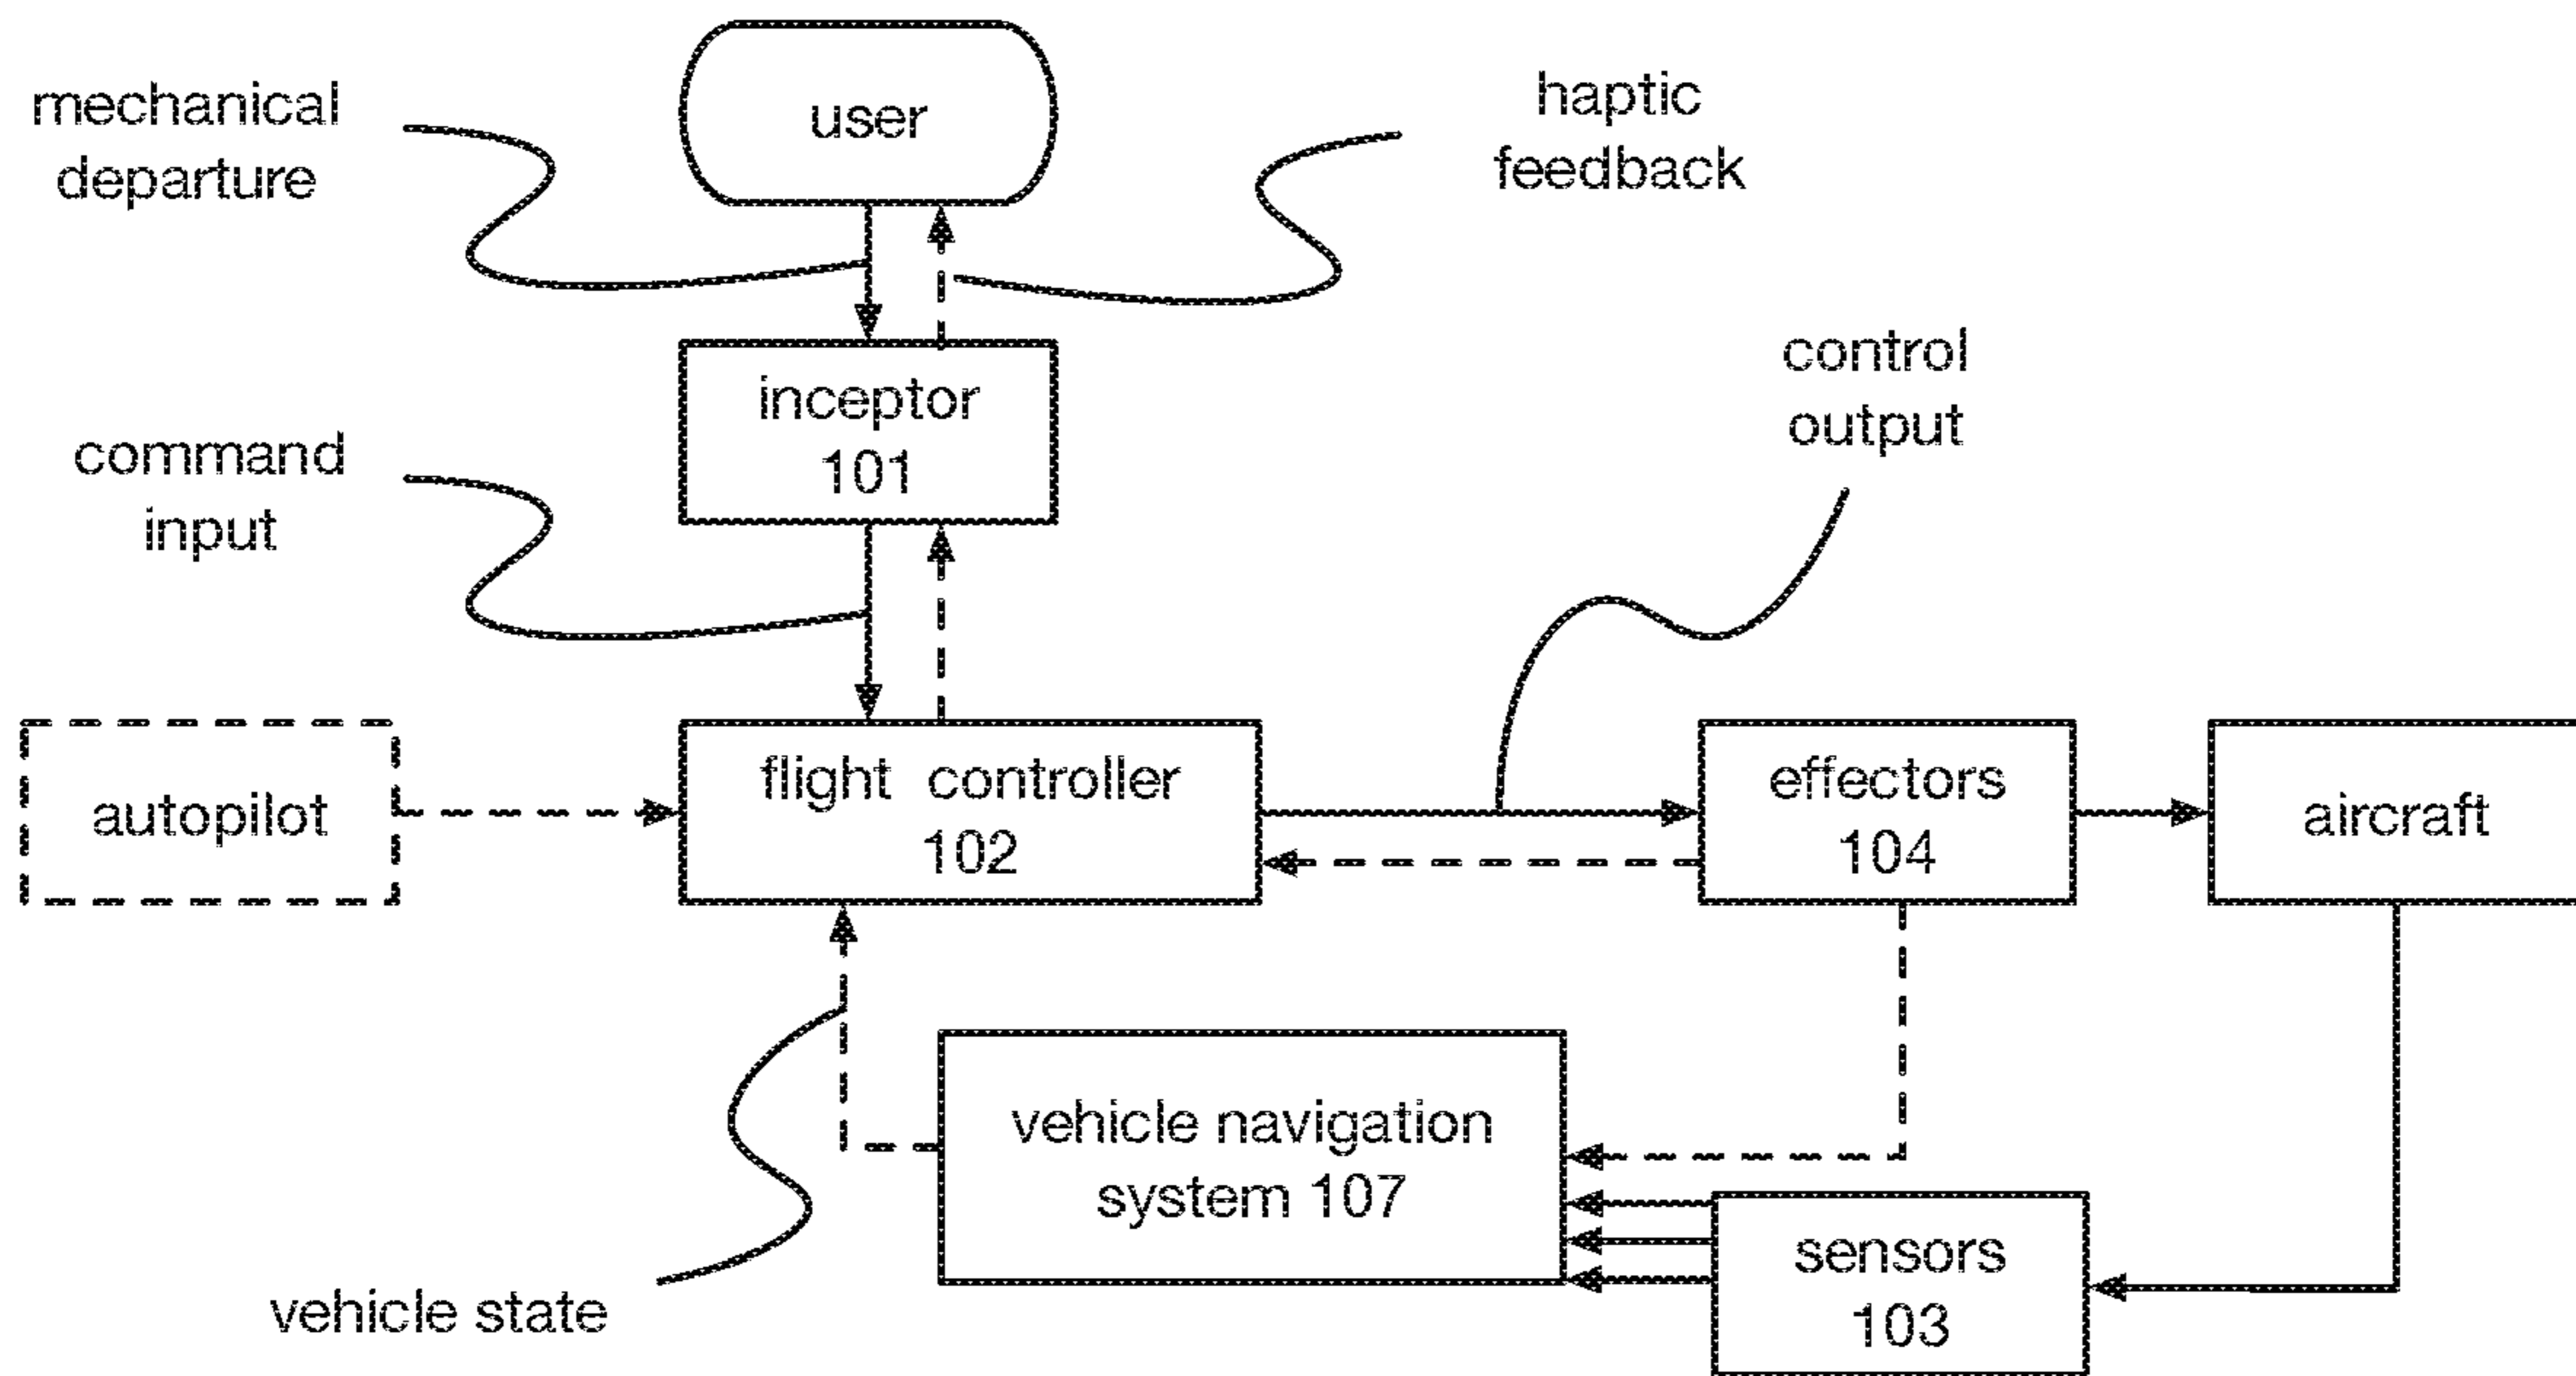 mechanical
departure
user
haptic
feedback
inceptor
101
command
input
control
output
autopilot
flight controller
102
effectors
104
aircraft
vehicle navigation
system 107
sensors
103
vehicle state